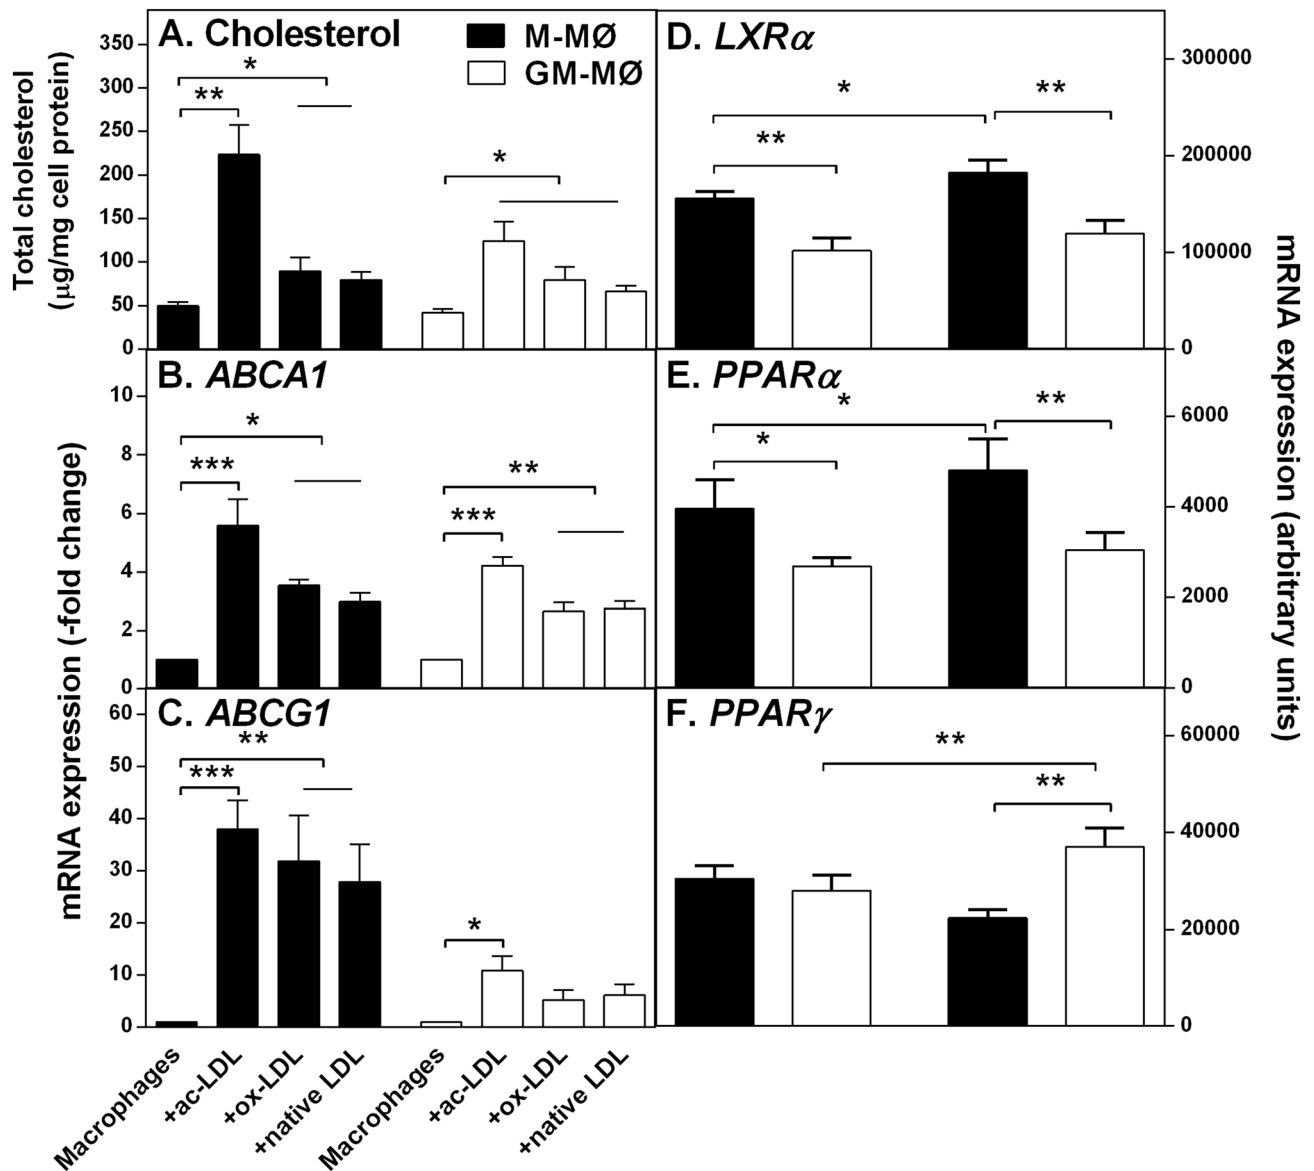 A. Cholesterol
M-MØ
GM-MØ
Total cholesterol
(µg/mg cell protein)
350
300
250
200
150
100
50
0
*
**
*
D. LXRα
300000
200000
100000
0
*
**
**
B. ABCA1
10
8
6
4
2
0
*
***
**
***
E. PPARα
6000
4000
2000
0
*
*
**
C. ABCG1
60
50
40
30
20
10
0
**
***
*
F. PPARγ
60000
40000
20000
0
**
**
mRNA expression (-fold change)
mRNA expression (arbitrary units)
Macrophages
+ac-LDL
+ox-LDL
+native LDL
Macrophages
+ac-LDL
+ox-LDL
+native LDL